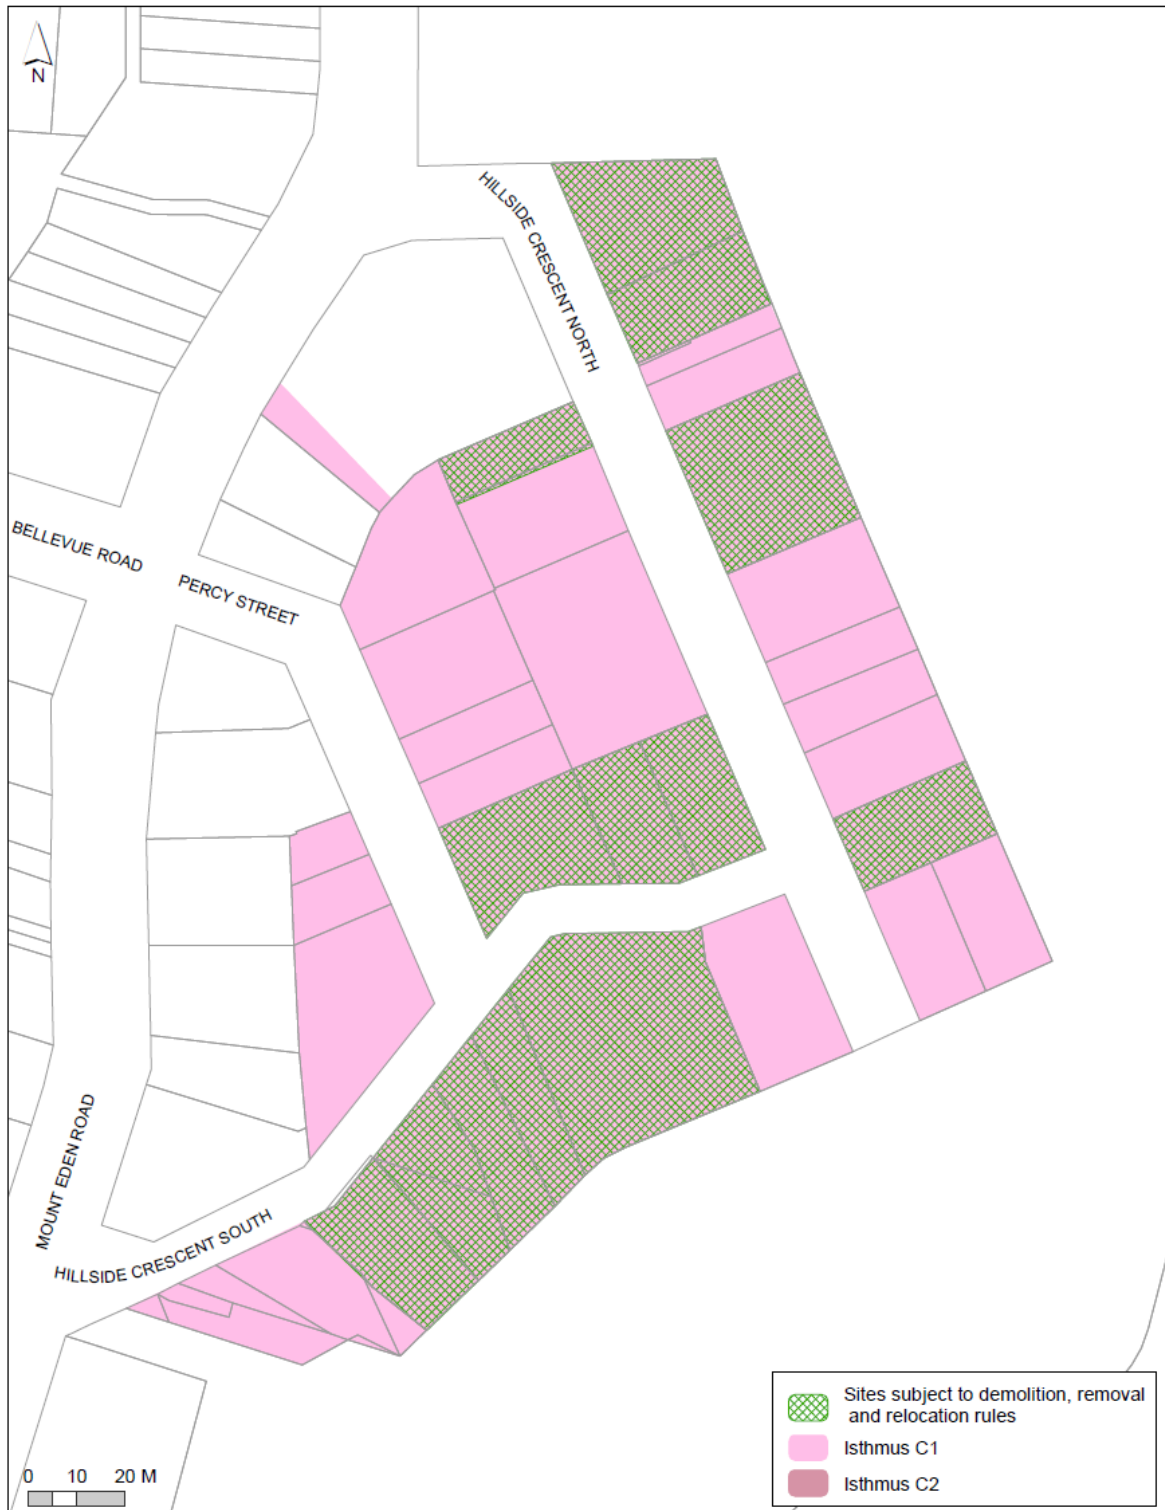 N
HILLSIDE CRESCENT NORTH
BELLEVUE ROAD
PERCY STREET
MOUNT EDEN ROAD
HILLSIDE CRESCENT SOUTH
0 10 20 M
Sites subject to demolition, removal
and relocation rules
Isthmus C1
Isthmus C2